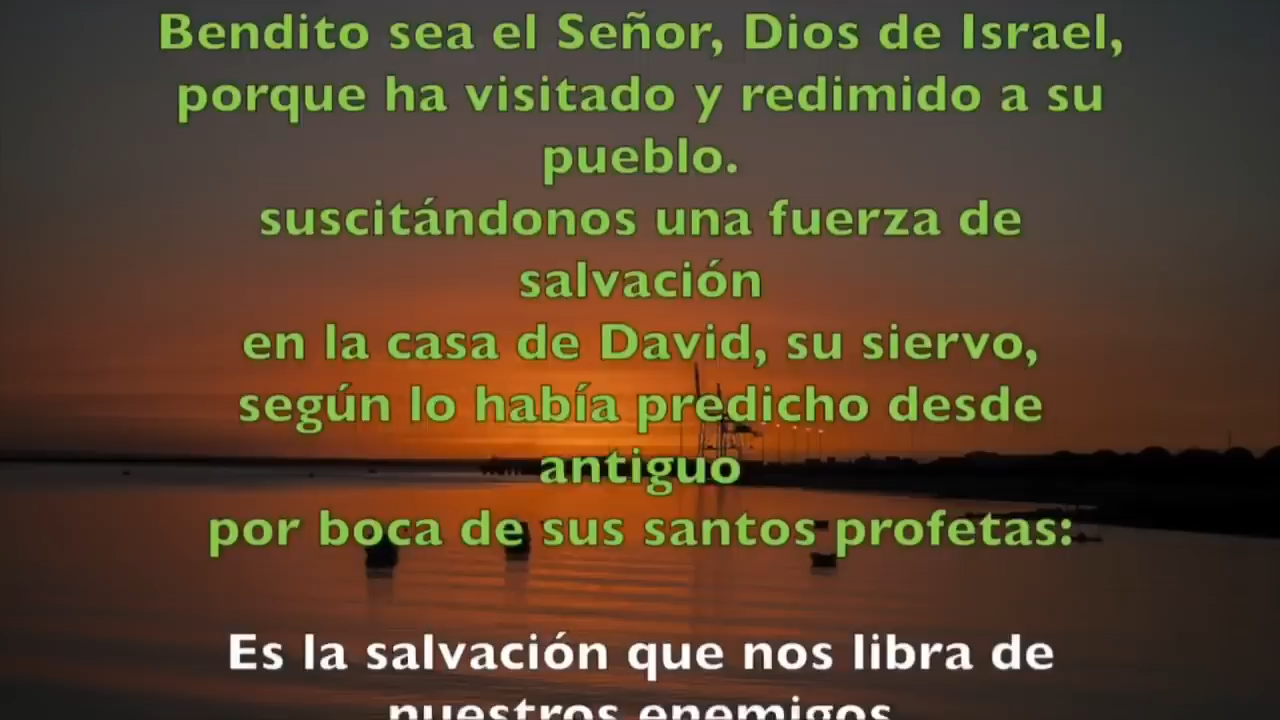 Bendito sea el Señor, Dios de Israel,
porque ha visitado y redimido a su
pueblo.
suscitándonos una fuerza de
salvación
en la casa de David, su siervo,
según lo había predicho desde
antiguo
por boca de sus santos profetas:
Es la salvación que nos libra de
nuestros enemigos